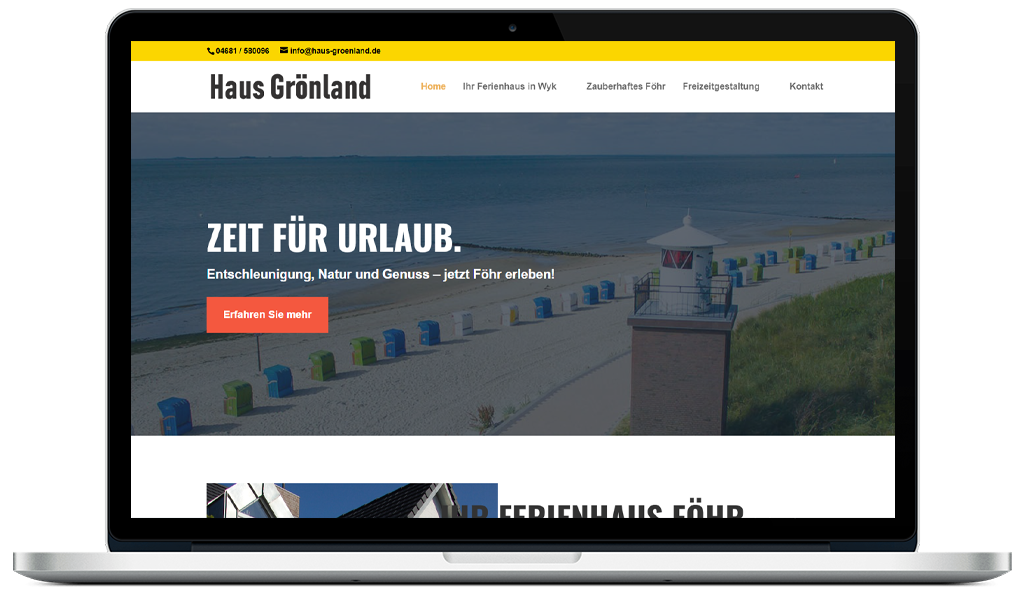 04681 / 580096 info@haus-groenland.de
Haus Grönland
Home Ihr Ferienhaus in Wyk Zauberhaftes Föhr Freizeitgestaltung Kontakt
ZEIT FÜR URLAUB.
Entschleunigung, Natur und Genuss – jetzt Föhr erleben!
Erfahren Sie mehr
IHR FERIENHAUS FÖHR